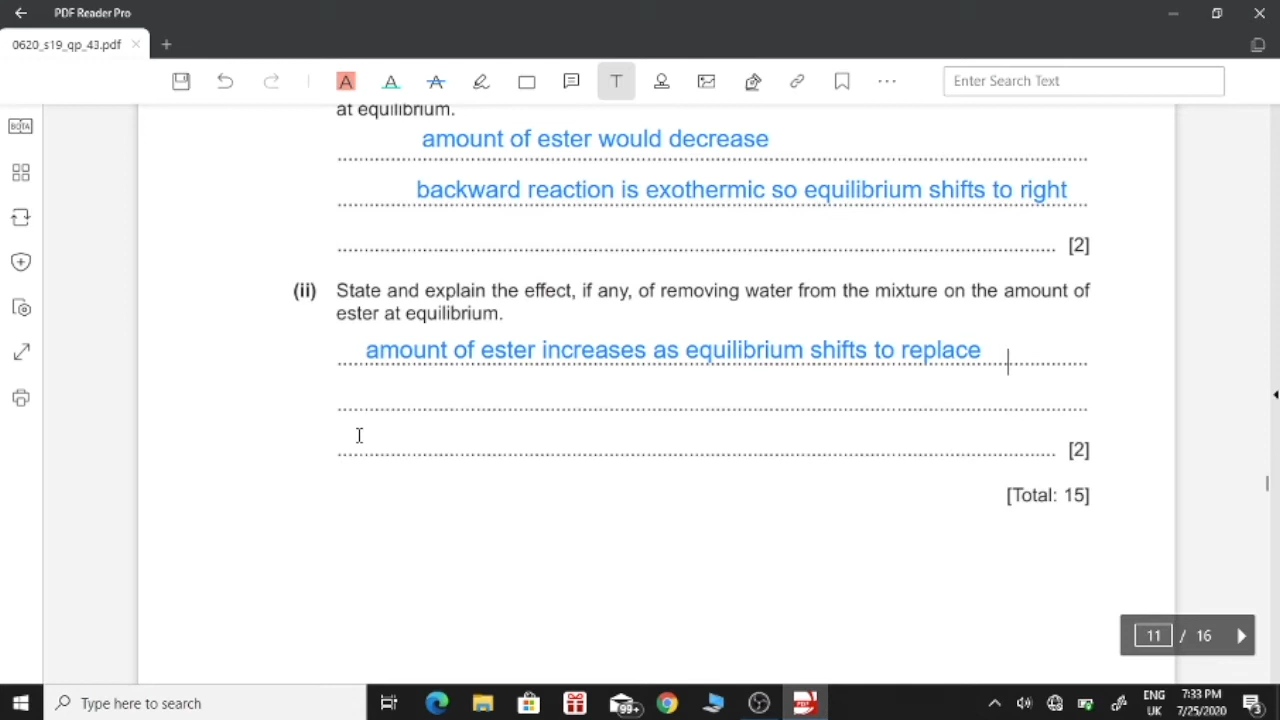 PDF Reader Pro
0620_s19_qp_43.pdf
Enter Search Text
BOTA
at equilibrium.
amount of ester would decrease
backward reaction is exothermic so equilibrium shifts to right
[2]
(ii) State and explain the effect, if any, of removing water from the mixture on the amount of
ester at equilibrium.
amount of ester increases as equilibrium shifts to replace
[2]
[Total: 15]
11 / 16
Type here to search
99+
ENG
UK
7:33 PM
7/25/2020
3